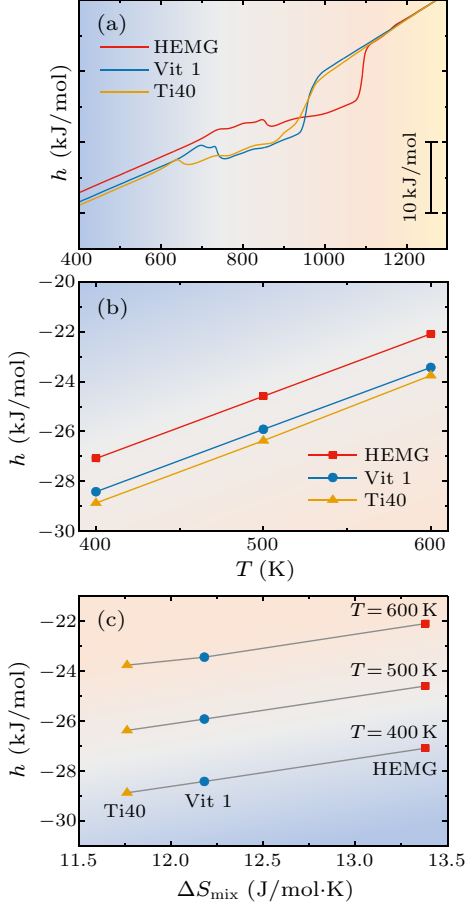 (a)
HEMG
Vit 1
Ti40
h (kJ/mol)
10 kJ/mol
400 600 800 1000 1200
(b)
−20
−22
−24
−26
−28
−30
h (kJ/mol)
HEMG
Vit 1
Ti40
400 500 600
T (K)
(c)
T = 600 K
−22
T = 500 K
−24
T = 400 K
−26
HEMG
−28
Ti40 Vit 1
−30
h (kJ/mol)
11.5 12.0 12.5 13.0 13.5
ΔSmix (J/mol·K)